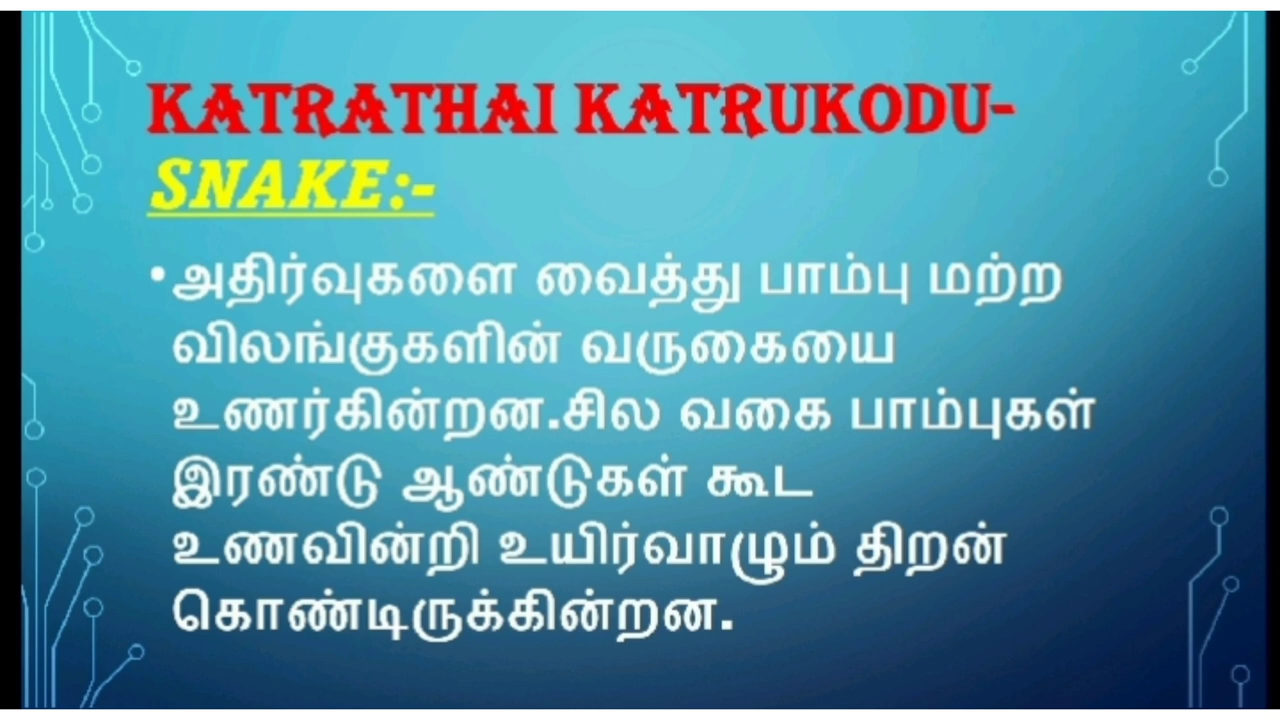 KATRATHAI KATRUKODU-
SNAKE:-
•அதிர்வுகளை வைத்து பாம்பு மற்ற
விலங்குகளின் வருகையை
உணர்கின்றன.சில வகை பாம்புகள்
இரண்டு ஆண்டுகள் கூட
உணவின்றி உயிர்வாழும் திறன்
கொண்டிருக்கின்றன.